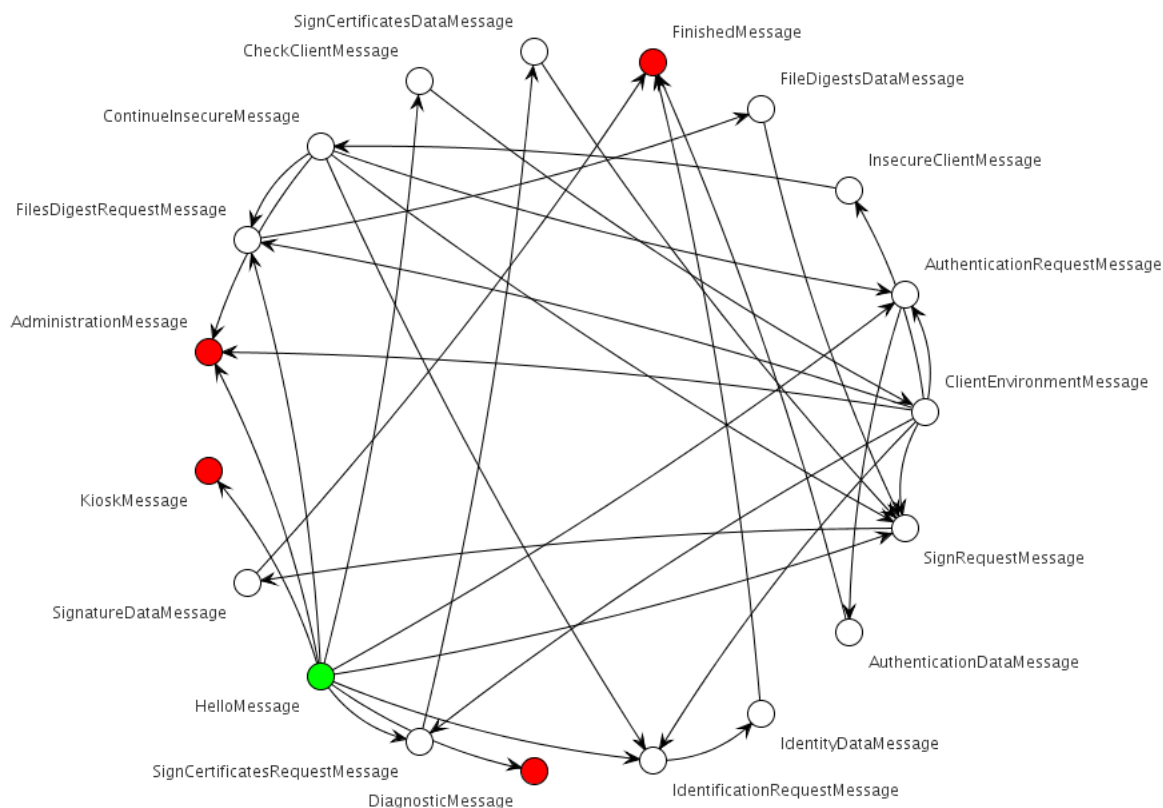 SignCertificatesDataMessage
FinishedMessage
CheckClientMessage
FileDigestsDataMessage
ContinueInsecureMessage
InsecureClientMessage
FilesDigestRequestMessage
AuthenticationRequestMessage
AdministrationMessage
ClientEnvironmentMessage
KioskMessage
SignRequestMessage
SignatureDataMessage
AuthenticationDataMessage
HelloMessage
IdentityDataMessage
SignCertificatesRequestMessage
IdentificationRequestMessage
DiagnosticMessage